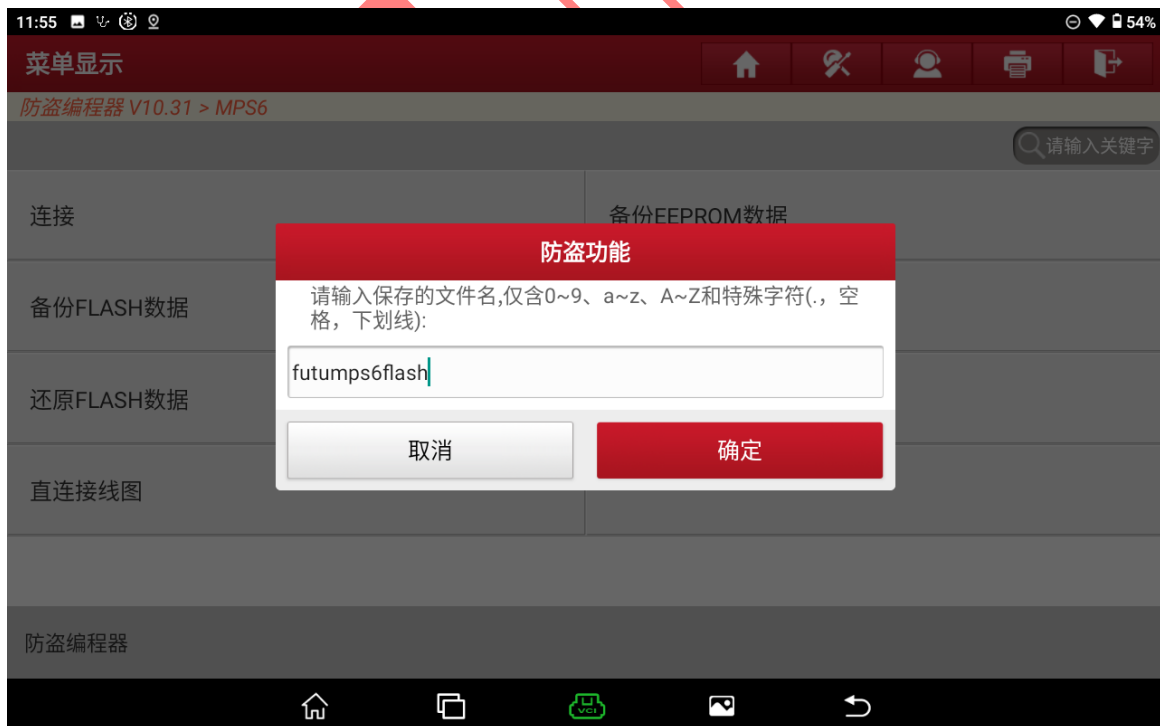 11:55
54%
菜单显示
防盗编程器 V10.31 > MPS6
请输入关键字
连接
备份EEPROM数据
防盗功能
请输入保存的文件名,仅含0~9、a~z、A~Z和特殊字符(.，空
格，下划线):
备份FLASH数据
futumps6flash
还原FLASH数据
取消
确定
直连接线图
防盗编程器
VCI